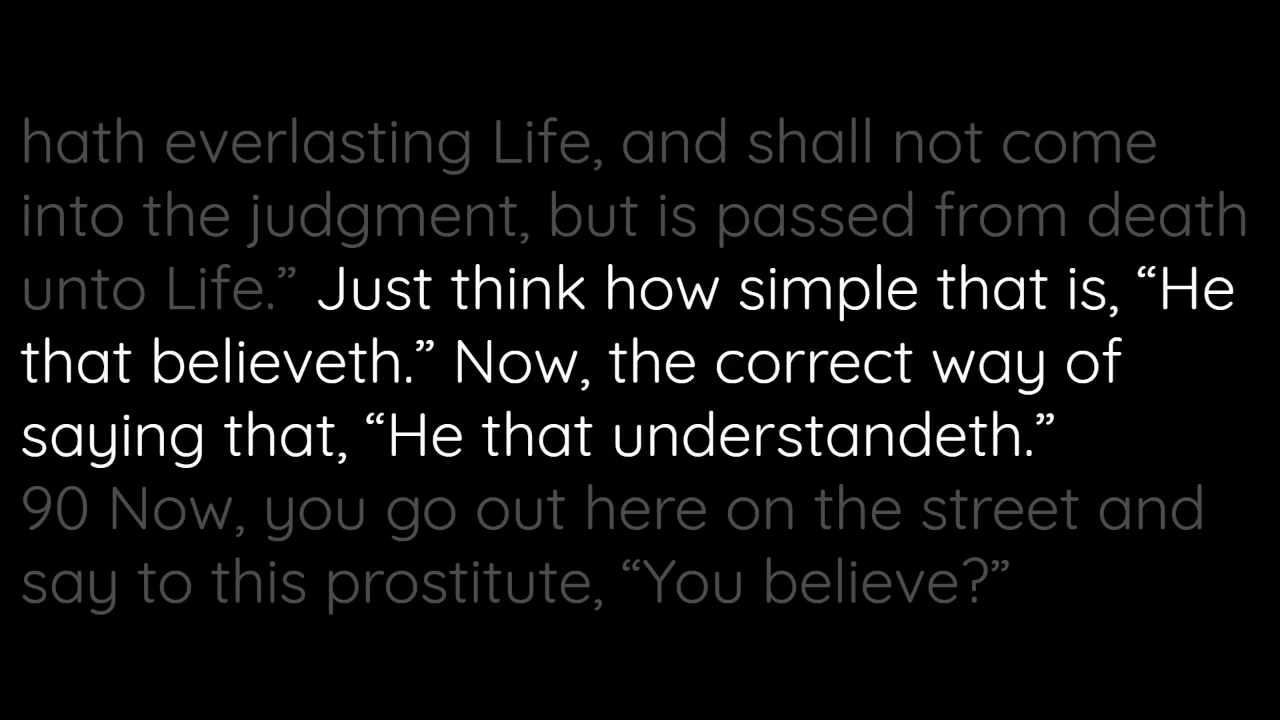 hath everlasting Life, and shall not come
into the judgment, but is passed from death
unto Life.” Just think how simple that is, “He
that believeth.” Now, the correct way of
saying that, “He that understandeth.”
90 Now, you go out here on the street and
say to this prostitute, “You believe?”